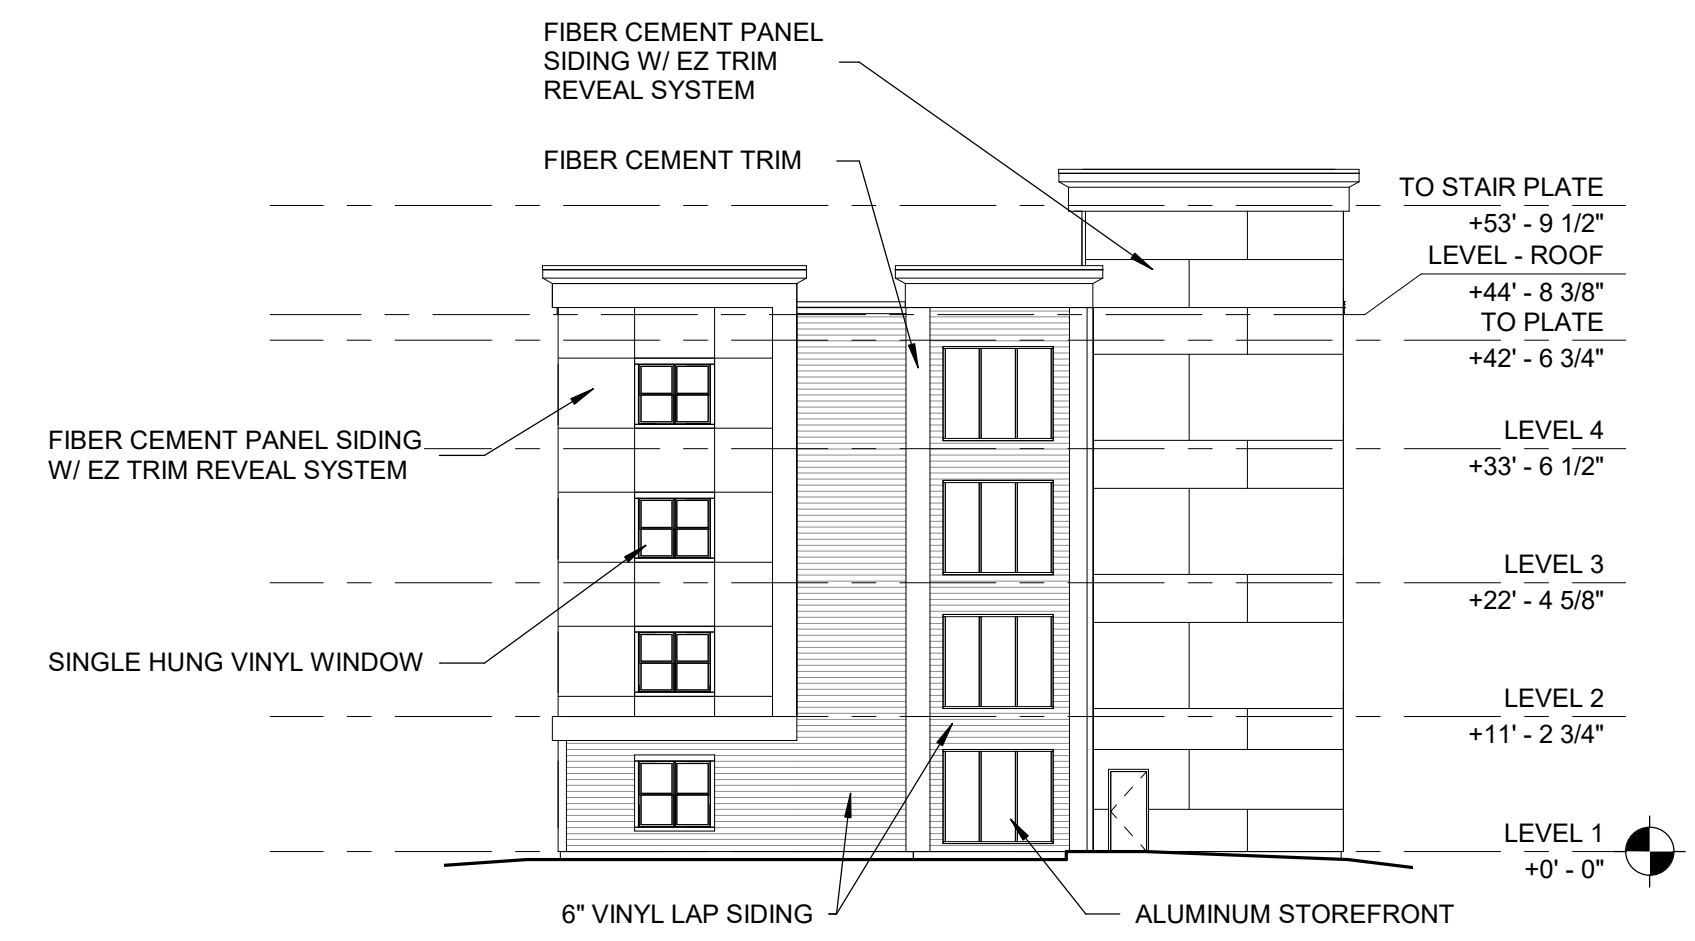 FIBER CEMENT PANEL
SIDING W/ EZ TRIM
REVEAL SYSTEM
FIBER CEMENT TRIM
TO STAIR PLATE
+53' - 9 1/2"
LEVEL - ROOF
+44' - 8 3/8"
TO PLATE
+42' - 6 3/4"
FIBER CEMENT PANEL SIDING
W/ EZ TRIM REVEAL SYSTEM
LEVEL 4
+33' - 6 1/2"
LEVEL 3
+22' - 4 5/8"
SINGLE HUNG VINYL WINDOW
LEVEL 2
+11' - 2 3/4"
LEVEL 1
+0' - 0"
6" VINYL LAP SIDING
ALUMINUM STOREFRONT